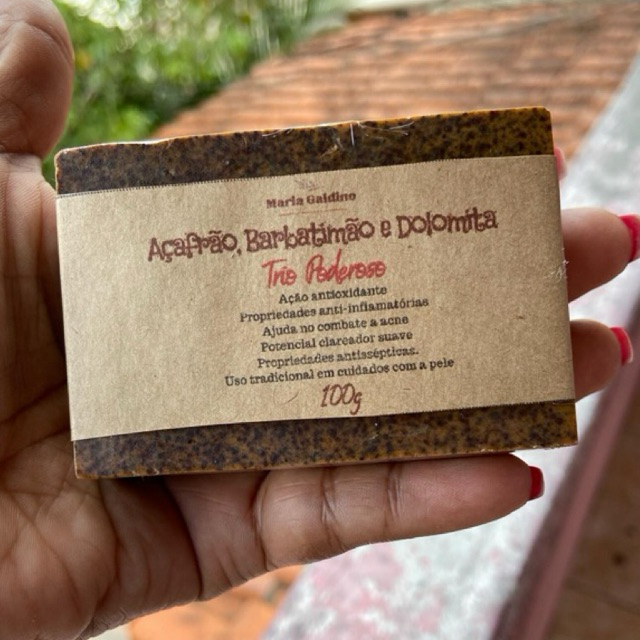 Maria Galdino
Açafrão, Barbatimão e Dolomita
Trio Poderoso
Ação antioxidante
Propriedades anti-inflamatórias
Ajuda no combate a acne
Potencial clareador suave
Propriedades antissépticas.
Uso tradicional em cuidados com a pele
100g